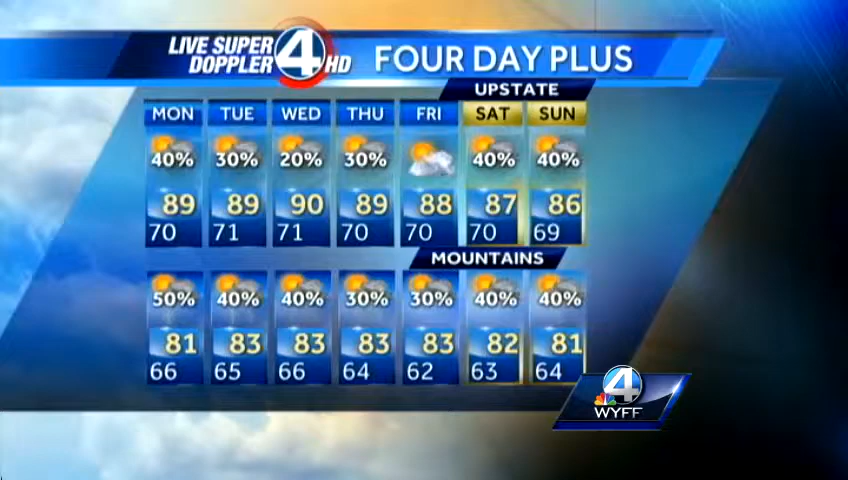 LIVE SUPER
DOPPLER 4 HD
FOUR DAY PLUS
UPSTATE
MON TUE WED THU FRI SAT SUN
40% 30% 20% 30% 40% 40%
89 89 90 89 88 87 86
70 71 71 70 70 70 69
MOUNTAINS
50% 40% 40% 30% 30% 40% 40%
81 83 83 83 83 82 81
66 65 66 64 62 63 64
4
WYFF